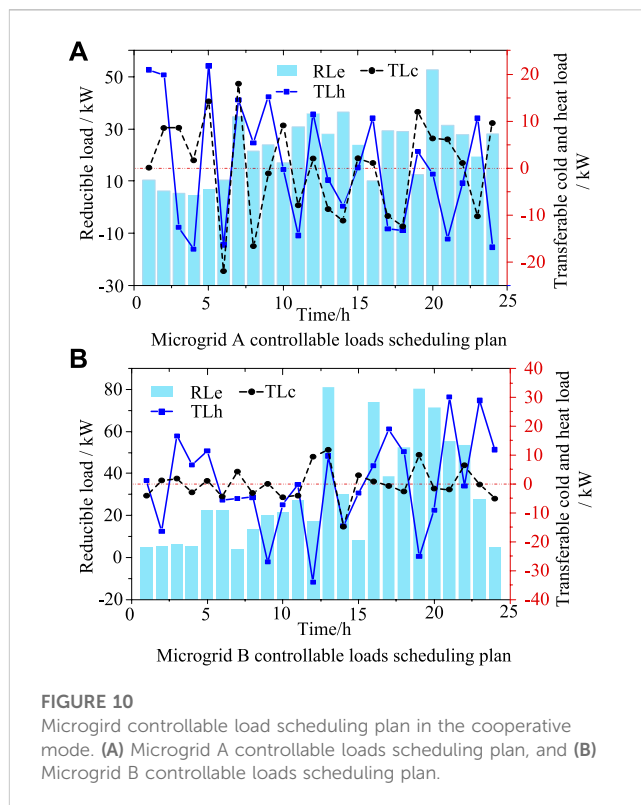 A
RLe
TLc
TLh
50
30
10
-10
-30
Reducible load / kW
20
10
0
-10
-20
Transferable cold and heat load
/ kW
0
5
10
15
20
25
Time/h
Microgrid A controllable loads scheduling plan
B
RLe
TLc
TLh
80
60
40
20
0
-20
Reducible load / kW
40
30
20
10
0
-10
-20
-30
-40
Transferable cold and heat load
/ kW
0
5
10
15
20
25
Time/h
Microgrid B controllable loads scheduling plan
FIGURE 10
Microgird controllable load scheduling plan in the cooperative
mode. (A) Microgrid A controllable loads scheduling plan, and (B)
Microgrid B controllable loads scheduling plan.